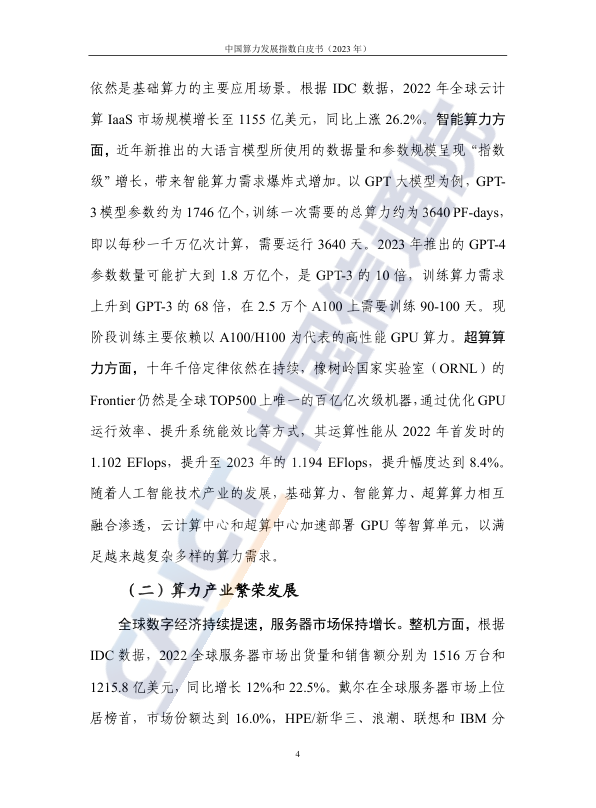 中国算力发展指数白皮书（2023 年）
依然是基础算力的主要应用场景。根据 IDC 数据，2022 年全球云计
算 IaaS 市场规模增长至 1155 亿美元，同比上涨 26.2%。智能算力方
面，近年新推出的大语言模型所使用的数据量和参数规模呈现“指数
级”增长，带来智能算力需求爆炸式增加。以 GPT 大模型为例，GPT-
3 模型参数约为 1746 亿个，训练一次需要的总算力约为 3640 PF-days，
即以每秒一千万亿次计算，需要运行 3640 天。2023 年推出的 GPT-4
参数数量可能扩大到 1.8 万亿个，是 GPT-3 的 10 倍，训练算力需求
上升到 GPT-3 的 68 倍，在 2.5 万个 A100 上需要训练 90-100 天。现
阶段训练主要依赖以 A100/H100 为代表的高性能 GPU 算力。超算算
力方面，十年千倍定律依然在持续，橡树岭国家实验室（ORNL）的
Frontier 仍然是全球 TOP500 上唯一的百亿亿次级机器，通过优化 GPU
运行效率、提升系统能效比等方式，其运算性能从 2022 年首发时的
1.102 EFlops，提升至 2023 年的 1.194 EFlops，提升幅度达到 8.4%。
随着人工智能技术产业的发展，基础算力、智能算力、超算算力相互
融合渗透，云计算中心和超算中心加速部署 GPU 等智算单元，以满
足越来越复杂多样的算力需求。
（二）算力产业繁荣发展
全球数字经济持续提速，服务器市场保持增长。整机方面，根据
IDC 数据，2022 全球服务器市场出货量和销售额分别为 1516 万台和
1215.8 亿美元，同比增长 12%和 22.5%。戴尔在全球服务器市场上位
居榜首，市场份额达到 16.0%，HPE/新华三、浪潮、联想和 IBM 分
4
CAICT 中国信通院